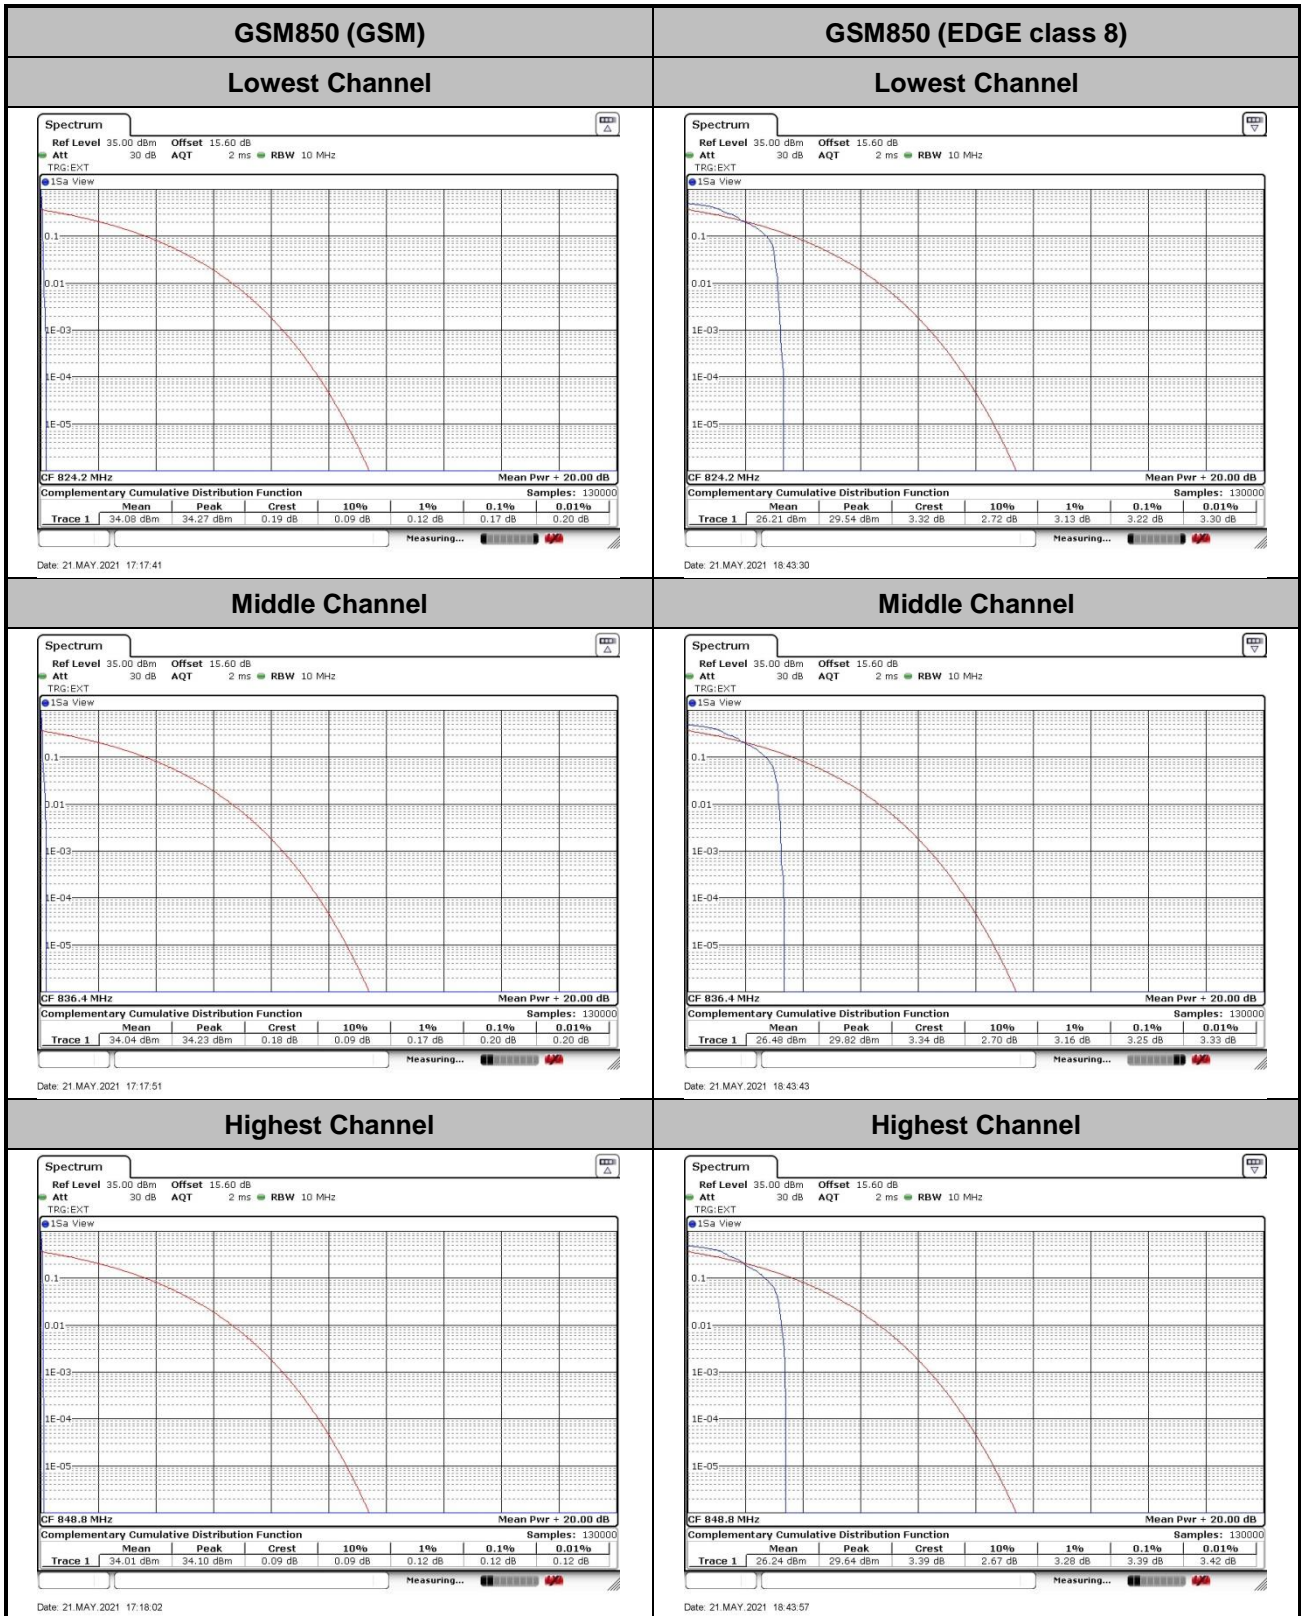 GSM850 (GSM)
GSM850 (EDGE class 8)
Lowest Channel
Lowest Channel
Spectrum
Ref Level 35.00 dBm Offset 15.60 dB
Att 30 dB AQT 2 ms RBW 10 MHz
TRG:EXT
1Sa View
0.1
0.01
1E-03
1E-04
1E-05
CF 824.2 MHz Mean Pwr + 20.00 dB
Complementary Cumulative Distribution Function Samples: 130000
Mean Peak Crest 10% 1% 0.1% 0.01%
Trace 1 34.08 dBm 34.27 dBm 0.19 dB 0.09 dB 0.12 dB 0.17 dB 0.20 dB
Measuring...
Date: 21.MAY.2021 17:17:41
Spectrum
Ref Level 35.00 dBm Offset 15.60 dB
Att 30 dB AQT 2 ms RBW 10 MHz
TRG:EXT
1Sa View
0.1
0.01
1E-03
1E-04
1E-05
CF 824.2 MHz Mean Pwr + 20.00 dB
Complementary Cumulative Distribution Function Samples: 130000
Mean Peak Crest 10% 1% 0.1% 0.01%
Trace 1 26.21 dBm 29.54 dBm 3.32 dB 2.72 dB 3.13 dB 3.22 dB 3.30 dB
Measuring...
Date: 21.MAY.2021 18:43:30
Middle Channel
Middle Channel
Spectrum
Ref Level 35.00 dBm Offset 15.60 dB
Att 30 dB AQT 2 ms RBW 10 MHz
TRG:EXT
1Sa View
0.1
0.01
1E-03
1E-04
1E-05
CF 836.4 MHz Mean Pwr + 20.00 dB
Complementary Cumulative Distribution Function Samples: 130000
Mean Peak Crest 10% 1% 0.1% 0.01%
Trace 1 34.04 dBm 34.23 dBm 0.18 dB 0.09 dB 0.17 dB 0.20 dB 0.20 dB
Measuring...
Date: 21.MAY.2021 17:17:51
Spectrum
Ref Level 35.00 dBm Offset 15.60 dB
Att 30 dB AQT 2 ms RBW 10 MHz
TRG:EXT
1Sa View
0.1
0.01
1E-03
1E-04
1E-05
CF 836.4 MHz Mean Pwr + 20.00 dB
Complementary Cumulative Distribution Function Samples: 130000
Mean Peak Crest 10% 1% 0.1% 0.01%
Trace 1 26.48 dBm 29.82 dBm 3.34 dB 2.70 dB 3.16 dB 3.25 dB 3.33 dB
Measuring...
Date: 21.MAY.2021 18:43:43
Highest Channel
Highest Channel
Spectrum
Ref Level 35.00 dBm Offset 15.60 dB
Att 30 dB AQT 2 ms RBW 10 MHz
TRG:EXT
1Sa View
0.1
0.01
1E-03
1E-04
1E-05
CF 848.8 MHz Mean Pwr + 20.00 dB
Complementary Cumulative Distribution Function Samples: 130000
Mean Peak Crest 10% 1% 0.1% 0.01%
Trace 1 34.01 dBm 34.10 dBm 0.09 dB 0.09 dB 0.12 dB 0.12 dB 0.12 dB
Measuring...
Date: 21.MAY.2021 17:18:02
Spectrum
Ref Level 35.00 dBm Offset 15.60 dB
Att 30 dB AQT 2 ms RBW 10 MHz
TRG:EXT
1Sa View
0.1
0.01
1E-03
1E-04
1E-05
CF 848.8 MHz Mean Pwr + 20.00 dB
Complementary Cumulative Distribution Function Samples: 130000
Mean Peak Crest 10% 1% 0.1% 0.01%
Trace 1 26.24 dBm 29.64 dBm 3.39 dB 2.67 dB 3.28 dB 3.39 dB 3.42 dB
Measuring...
Date: 21.MAY.2021 18:43:57